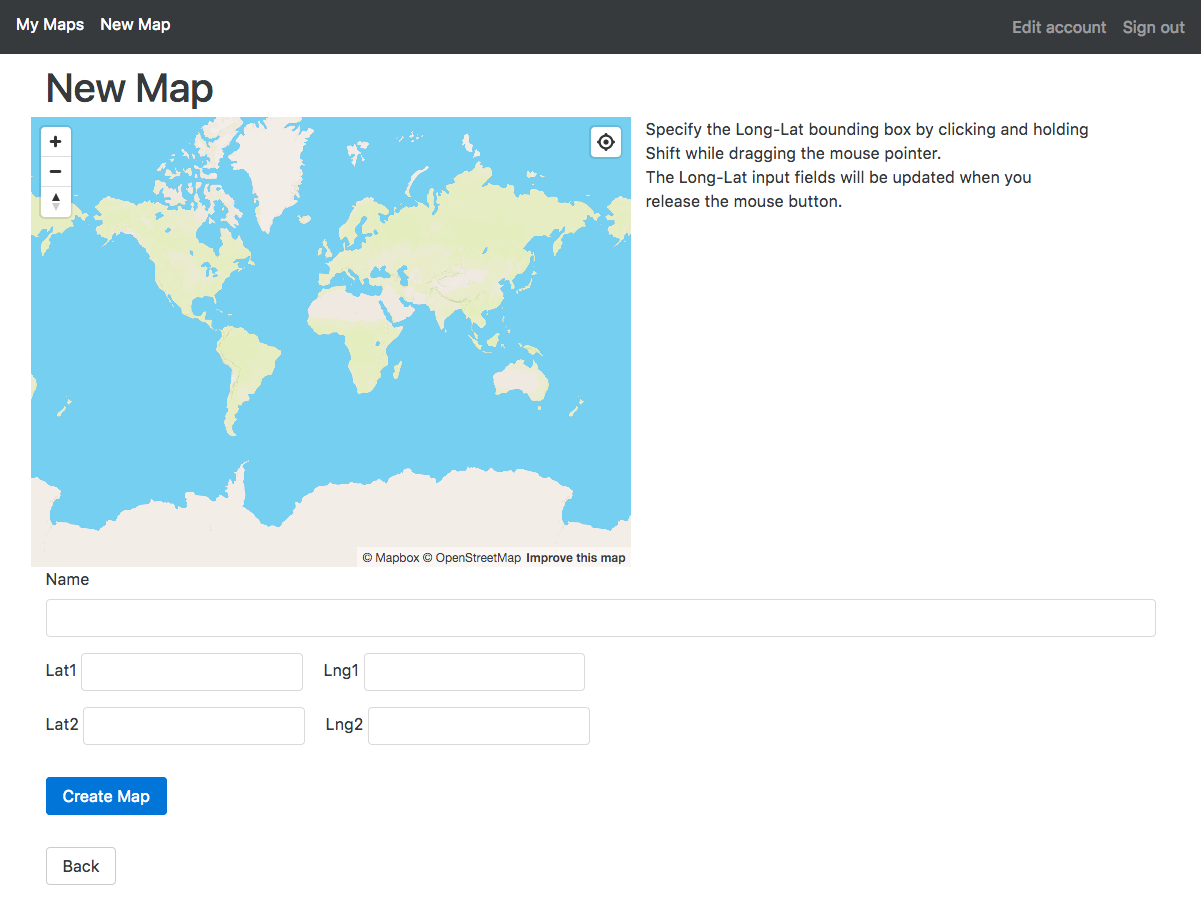 My Maps New Map Edit account Sign out
New Map
Specify the Long-Lat bounding box by clicking and holding
Shift while dragging the mouse pointer.
The Long-Lat input fields will be updated when you
release the mouse button.
© Mapbox © OpenStreetMap Improve this map
Name
Lat1 Lng1
Lat2 Lng2
Create Map
Back